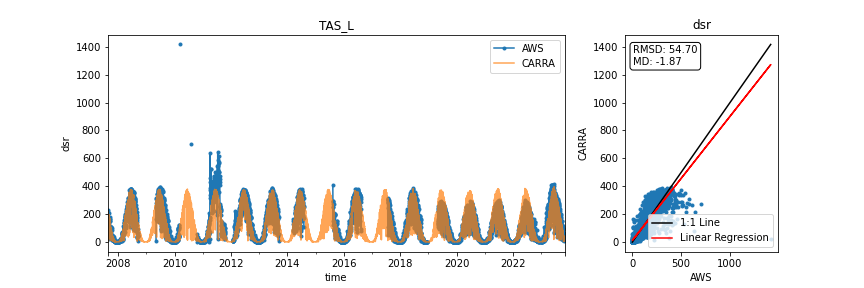 TAS_L
dsr
1400
1200
1000
800
600
400
200
0
dsr
AWS
CARRA
2008
2010
2012
2014
2016
2018
2020
2022
time
dsr
1400
1200
1000
800
600
400
200
0
CARRA
RMSD: 54.70
MD: -1.87
1:1 Line
Linear Regression
0
500
1000
AWS